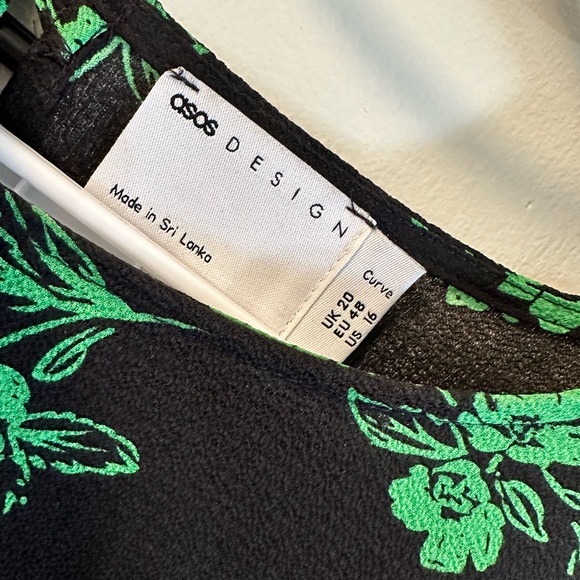 asos DESIGN
Made in Sri Lanka
Curve
UK 20
EU 48
US 16